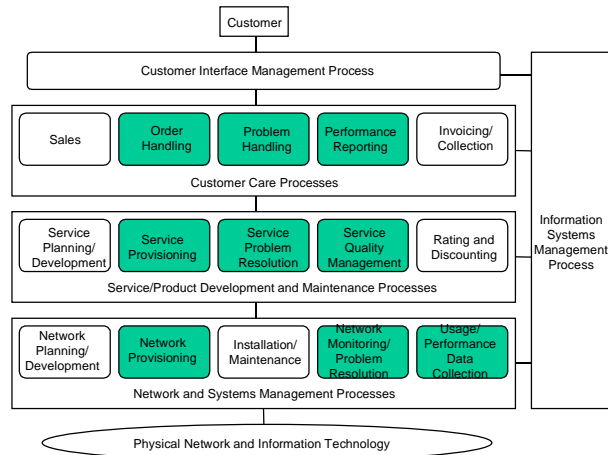 Customer
Customer Interface Management Process
Sales
Order
Handling
Problem
Handling
Performance
Reporting
Invoicing/
Collection
Customer Care Processes
Service
Planning/
Development
Service
Provisioning
Service
Problem
Resolution
Service
Quality
Management
Rating and
Discounting
Service/Product Development and Maintenance Processes
Network
Planning/
Development
Network
Provisioning
Installation/
Maintenance
Network
Monitoring/
Problem
Resolution
Usage/
Performance
Data
Collection
Network and Systems Management Processes
Physical Network and Information Technology
Information
Systems
Management
Process